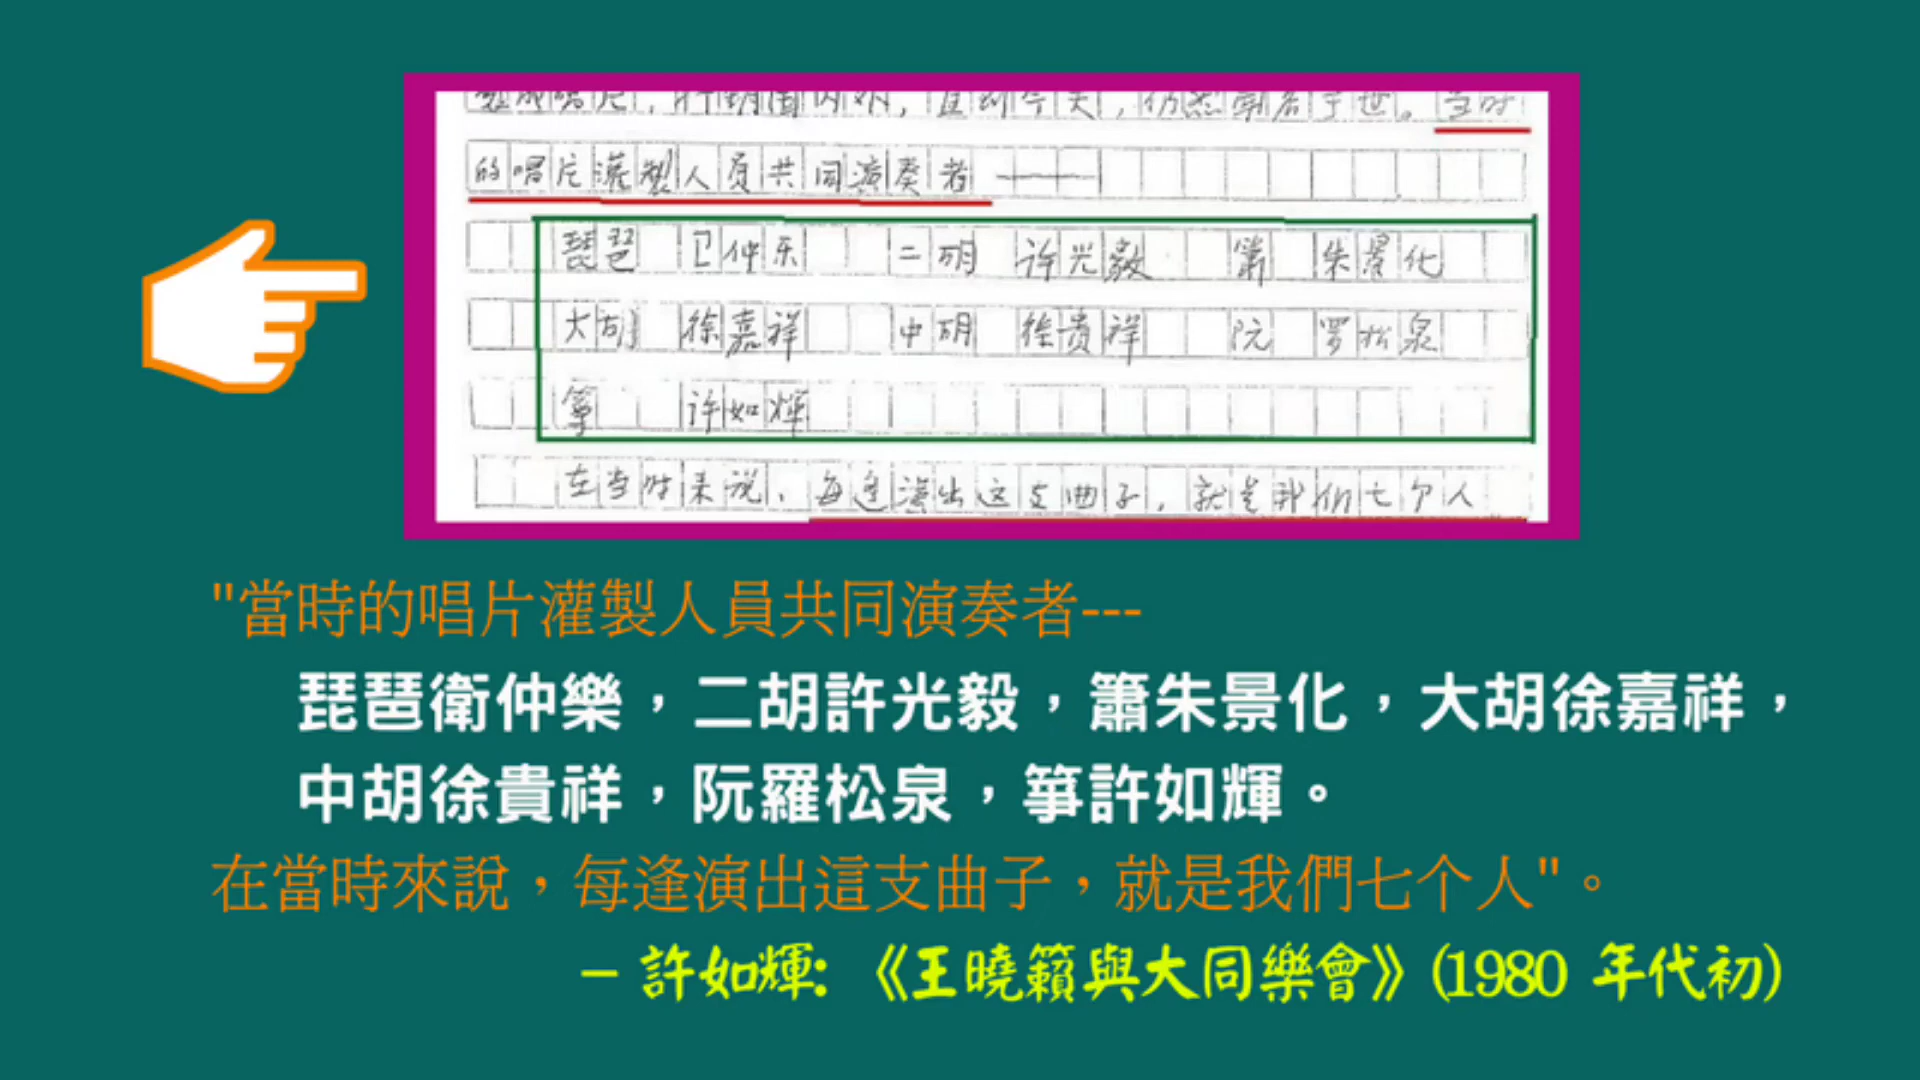 當时
的唱片灌製人員共同演奏者——
琵琶 卫仲乐 二胡 许光毅 箫 朱景化
大胡 徐嘉祥 中胡 徐贵祥 阮 罗松泉
筝 许如輝
在当时来说，每逢演出这支曲子，就是我们七个人
"當時的唱片灌製人員共同演奏者---
琵琶衛仲樂，二胡許光毅，簫朱景化，大胡徐嘉祥，
中胡徐貴祥，阮羅松泉，箏許如輝。
在當時來說，每逢演出這支曲子，就是我們七个人"。
– 許如輝: 《王曉籟與大同樂會》(1980 年代初)